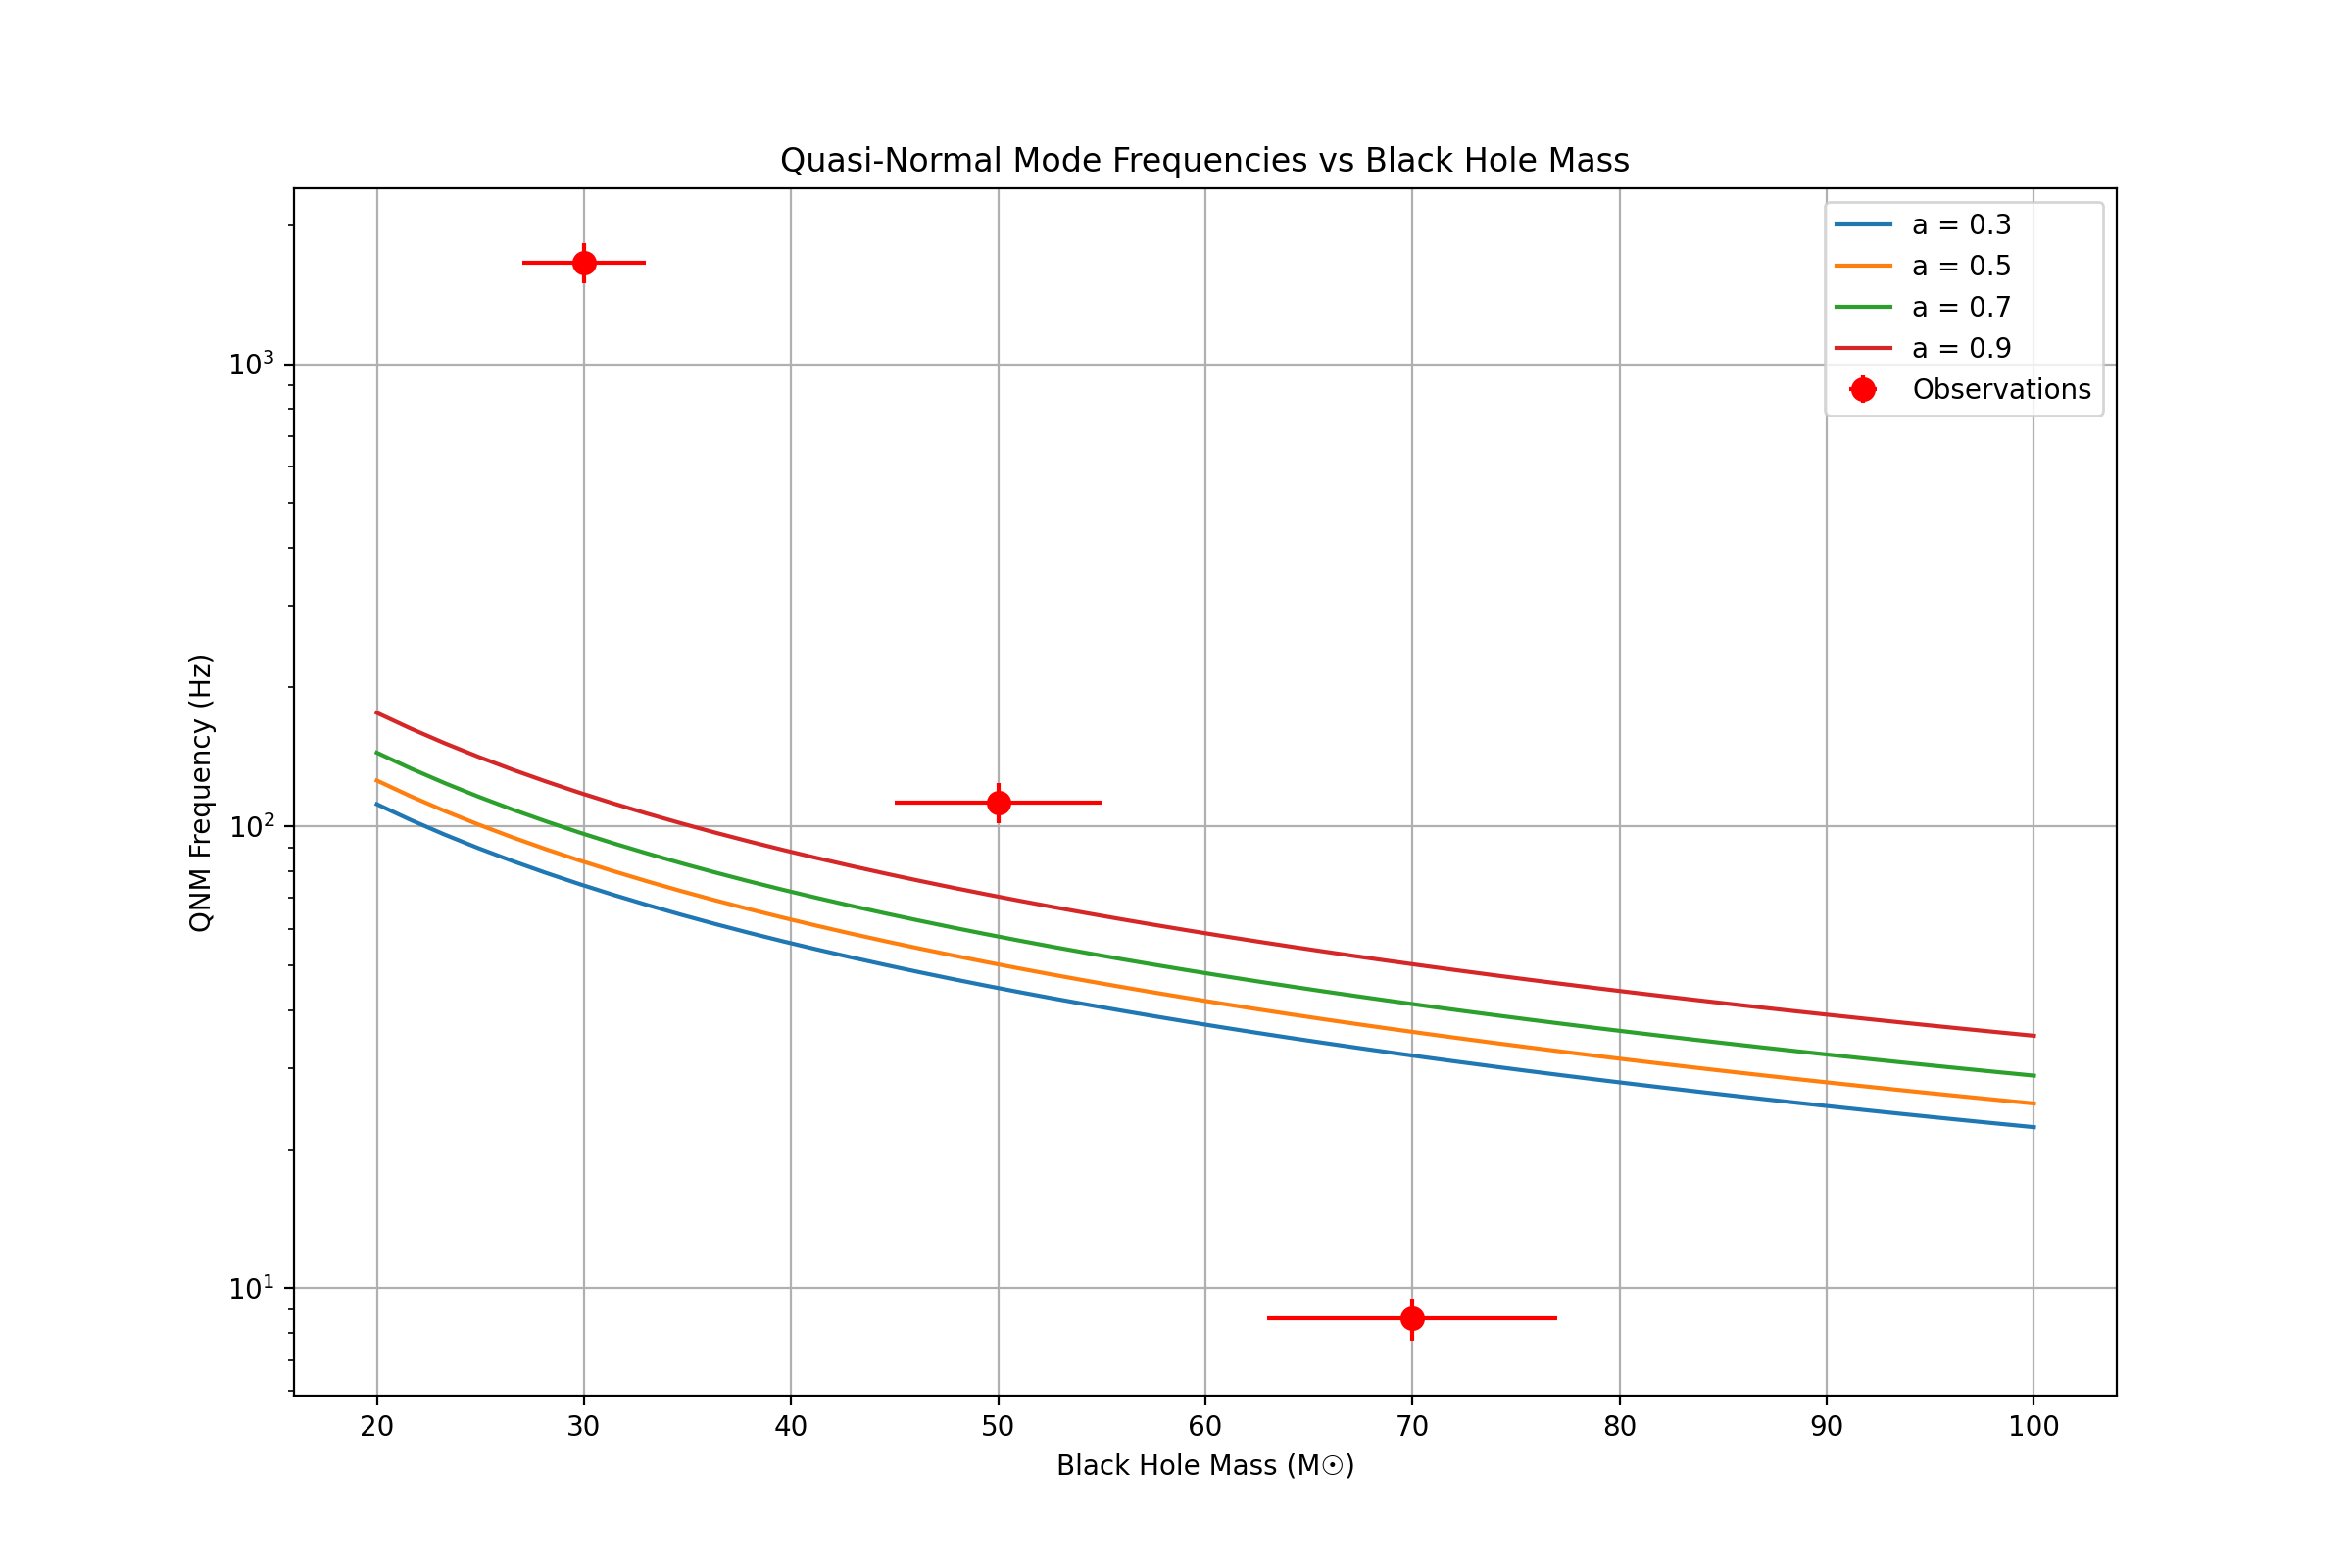 Quasi-Normal Mode Frequencies vs Black Hole Mass
a = 0.3
a = 0.5
a = 0.7
a = 0.9
Observations
QNM Frequency (Hz)
10³
10²
10¹
20 30 40 50 60 70 80 90 100
Black Hole Mass (M☉)